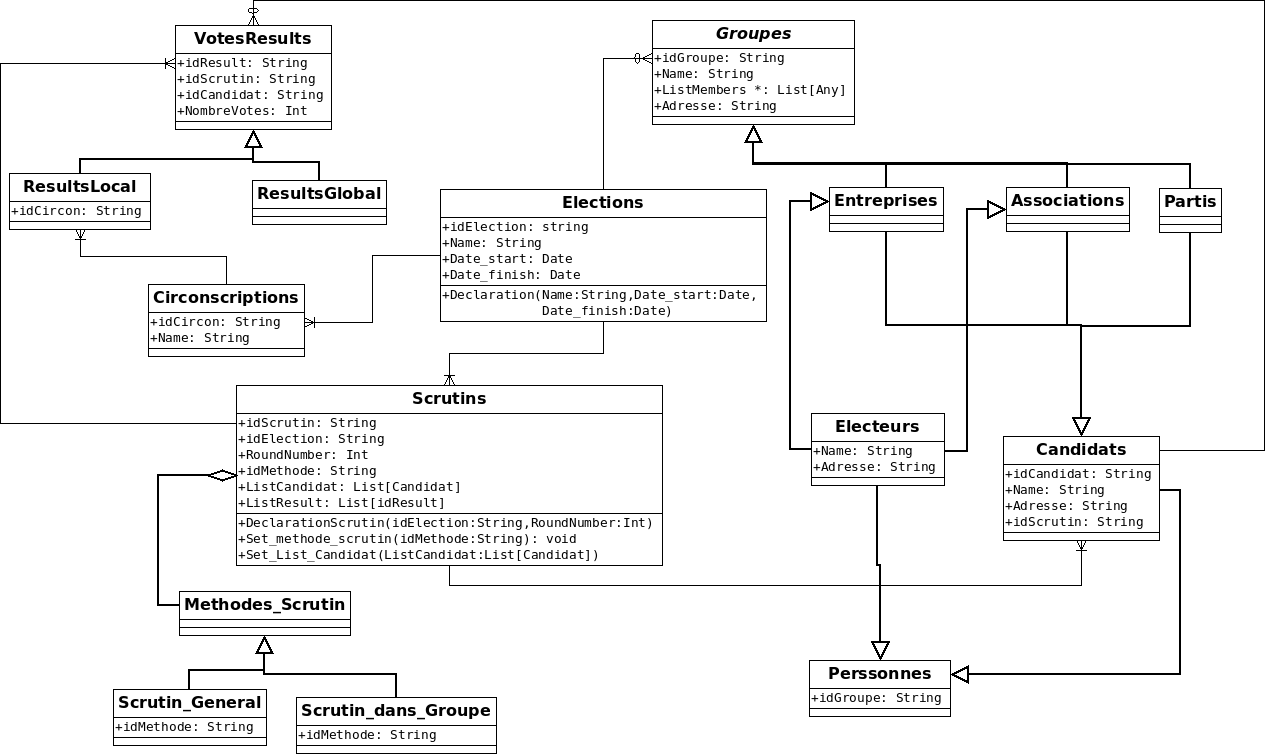 VotesResults
+idResult: String
+idScrutin: String
+idCandidat: String
+NombreVotes: Int
Groupes
+idGroupe: String
+Name: String
+ListMembers *: List[Any]
+Adresse: String
ResultsLocal
+idCircon: String
ResultsGlobal
Elections
+idElection: string
+Name: String
+Date_start: Date
+Date_finish: Date
+Declaration(Name:String,Date_start:Date,
Date_finish:Date)
Entreprises
Associations
Partis
Circonscriptions
+idCircon: String
+Name: String
Scrutins
+idScrutin: String
+idElection: String
+RoundNumber: Int
+idMethode: String
+ListCandidat: List[Candidat]
+ListResult: List[idResult]
+DeclarationScrutin(idElection:String,RoundNumber:Int)
+Set_methode_scrutin(idMethode:String): void
+Set_List_Candidat(ListCandidat:List[Candidat])
Electeurs
+Name: String
+Adresse: String
Candidats
+idCandidat: String
+Name: String
+Adresse: String
+idScrutin: String
Methodes_Scrutin
Scrutin_General
+idMethode: String
Scrutin_dans_Groupe
+idMethode: String
Perssonnes
+idGroupe: String